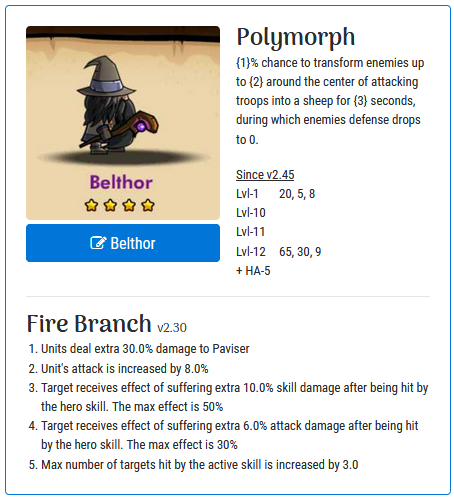 Polymorph
{1}% chance to transform enemies up
to {2} around the center of attacking
troops into a sheep for {3} seconds,
during which enemies defense drops
to 0.
Since v2.45
Lvl-1 20, 5, 8
Lvl-10
Lvl-11
Lvl-12 65, 30, 9
+ HA-5
Belthor
Belthor
Fire Branch v2.30
1. Units deal extra 30.0% damage to Paviser
2. Unit's attack is increased by 8.0%
3. Target receives effect of suffering extra 10.0% skill damage after being hit by
the hero skill. The max effect is 50%
4. Target receives effect of suffering extra 6.0% attack damage after being hit
by the hero skill. The max effect is 30%
5. Max number of targets hit by the active skill is increased by 3.0